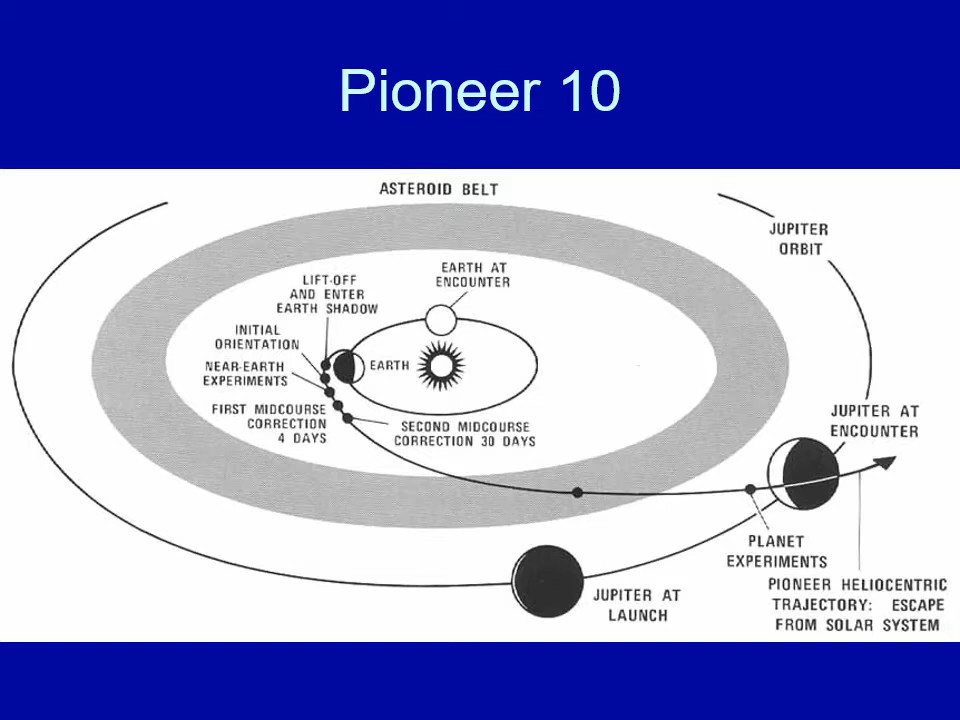 Pioneer 10
ASTEROID BELT
JUPITER
ORBIT
EARTH AT
ENCOUNTER
LIFT-OFF
AND ENTER
EARTH SHADOW
INITIAL
ORIENTATION
EARTH
NEAR-EARTH
EXPERIMENTS
FIRST MIDCOURSE
CORRECTION
4 DAYS
SECOND MIDCOURSE
CORRECTION 30 DAYS
JUPITER AT
ENCOUNTER
PLANET
EXPERIMENTS
JUPITER AT
LAUNCH
PIONEER HELIOCENTRIC
TRAJECTORY: ESCAPE
FROM SOLAR SYSTEM